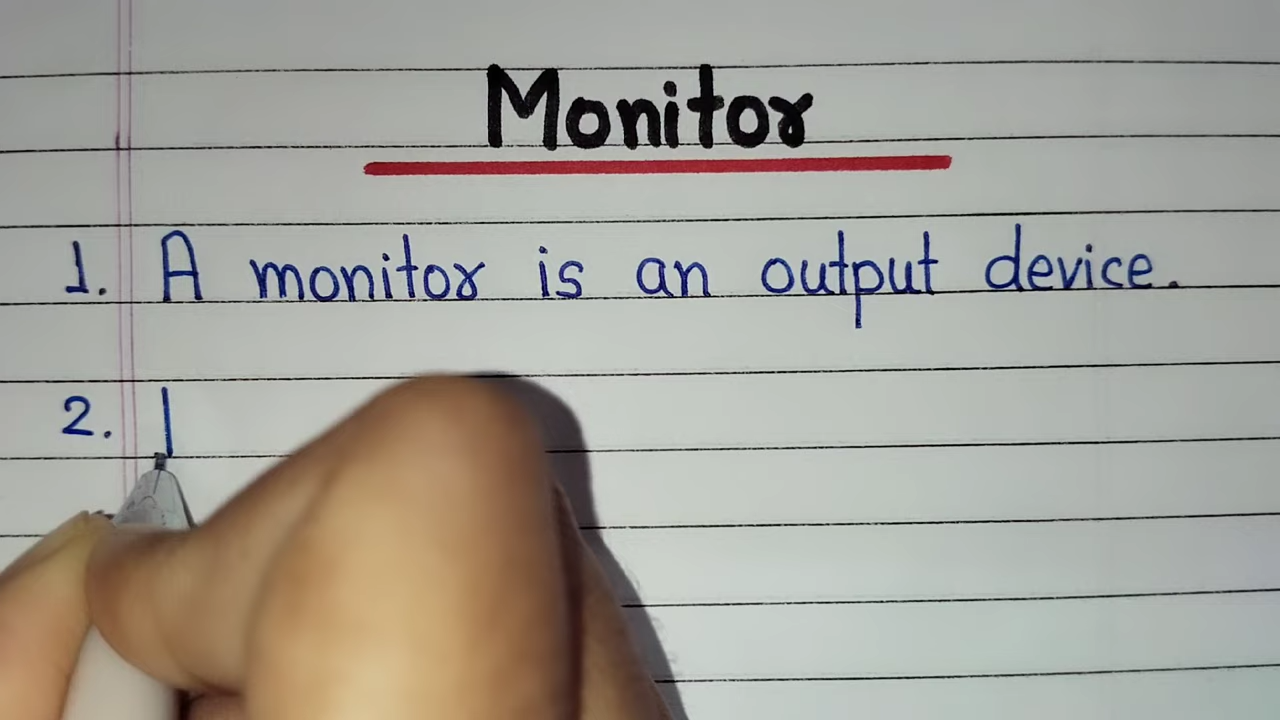 Monitor
1. A monitor is an output device.
2.